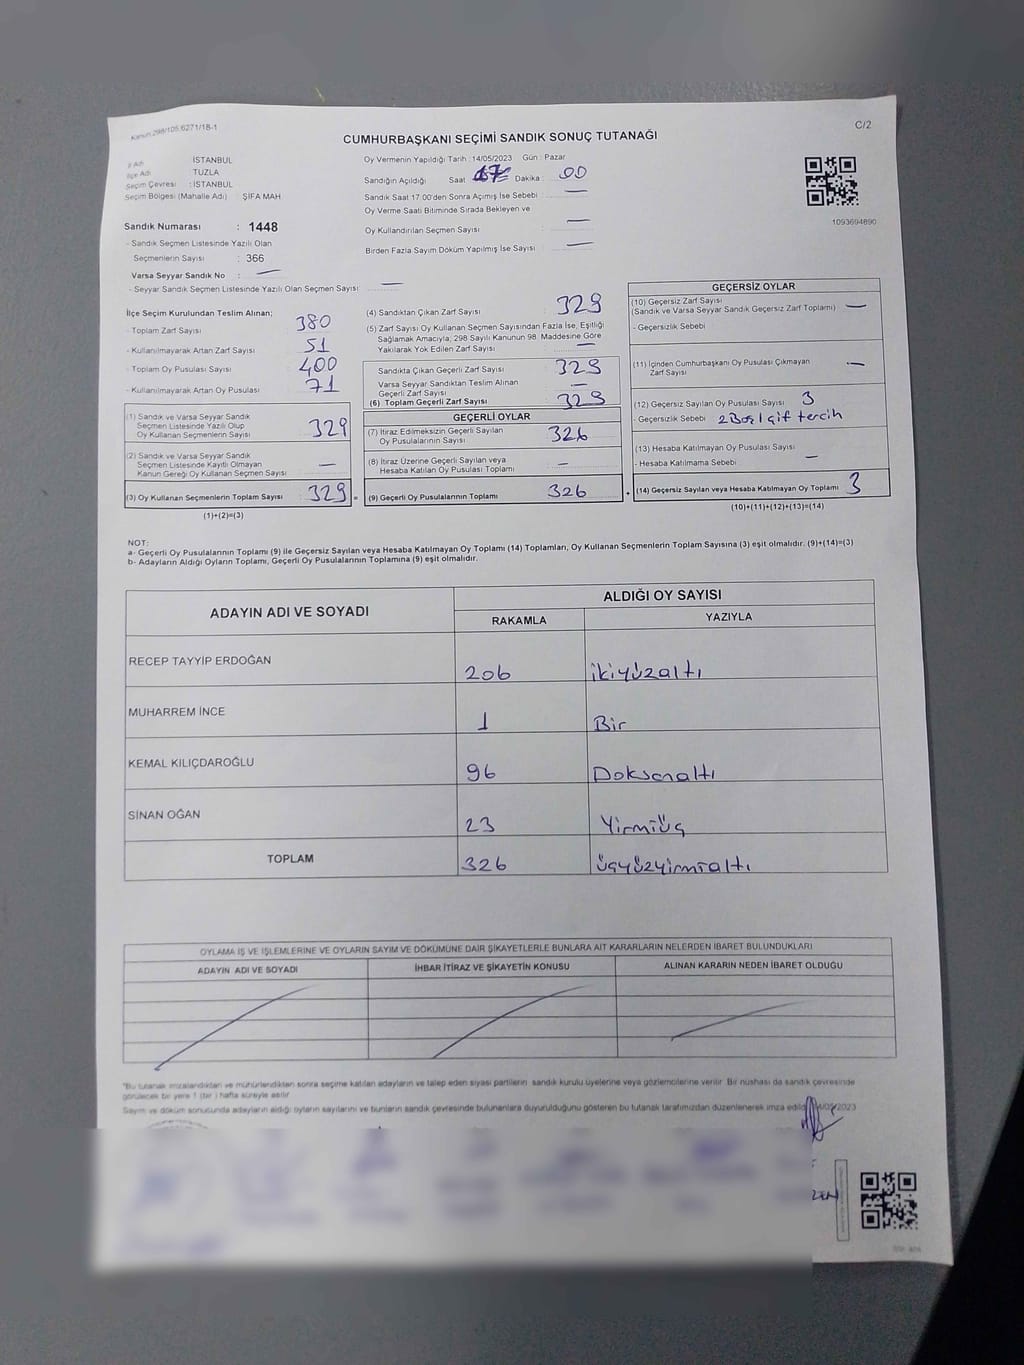 Kanun 298/105,6271/18-1
C/2
CUMHURBAŞKANI SEÇİMİ SANDIK SONUÇ TUTANAĞI
İl Adı : İSTANBUL
İlçe Adı : TUZLA
Seçim Çevresi : İSTANBUL
Seçim Bölgesi (Mahalle Adı) : ŞİFA MAH
Oy Vermenin Yapıldığı Tarih : 14/05/2023 Gün : Pazar
Sandığın Açıldığı Saat 17 Dakika : 00
Sandık Saat 17:00'den Sonra Açımış İse Sebebi —
Oy Verme Saati Bitiminde Sırada Bekleyen ve
Oy Kullandırılan Seçmen Sayısı : —
Birden Fazla Sayım Döküm Yapılmış İse Sayısı : —
1093694690
Sandık Numarası : 1448
- Sandık Seçmen Listesinde Yazılı Olan
Seçmenlerin Sayısı : 366
Varsa Seyyar Sandık No : —
- Seyyar Sandık Seçmen Listesinde Yazılı Olan Seçmen Sayısı: —
İlçe Seçim Kurulundan Teslim Alınan;
- Toplam Zarf Sayısı : 380
- Kullanılmayarak Artan Zarf Sayısı : 51
- Toplam Oy Pusulası Sayısı : 400
- Kullanılmayarak Artan Oy Pusulası : 71
(1) Sandık ve Varsa Seyyar Sandık
Seçmen Listesinde Yazılı Olup
Oy Kullanan Seçmenlerin Sayısı : 329
(2) Sandık ve Varsa Seyyar Sandık
Seçmen Listesinde Kayıtlı Olmayan
Kanun Gereği Oy Kullanan Seçmen Sayısı : —
(3) Oy Kullanan Seçmenlerin Toplam Sayısı : 329 =
(1)+(2)=(3)
(4) Sandıktan Çıkan Zarf Sayısı : 329
(5) Zarf Sayısı Oy Kullanan Seçmen Sayısından Fazla İse, Eşitliği
Sağlamak Amacıyla; 298 Sayılı Kanunun 98. Maddesine Göre
Yakılarak Yok Edilen Zarf Sayısı : —
Sandıkta Çıkan Geçerli Zarf Sayısı : 329
Varsa Seyyar Sandıktan Teslim Alınan
Geçerli Zarf Sayısı : —
(6) Toplam Geçerli Zarf Sayısı : 329
GEÇERLİ OYLAR
(7) İtiraz Edilmeksizin Geçerli Sayılan
Oy Pusulalarının Sayısı : 326
(8) İtiraz Üzerine Geçerli Sayılan veya
Hesaba Katılan Oy Pusulası Toplamı : —
(9) Geçerli Oy Pusulalarının Toplamı : 326 +
GEÇERSİZ OYLAR
(10) Geçersiz Zarf Sayısı
(Sandık ve Varsa Seyyar Sandık Geçersiz Zarf Toplamı) : —
- Geçersizlik Sebebi
(11) İçinden Cumhurbaşkanı Oy Pusulası Çıkmayan
Zarf Sayısı : —
(12) Geçersiz Sayılan Oy Pusulası Sayısı : 3
- Geçersizlik Sebebi : 2 Boş 1 çift tercih
(13) Hesaba Katılmayan Oy Pusulası Sayısı : —
- Hesaba Katılmama Sebebi :
(14) Geçersiz Sayılan veya Hesaba Katılmayan Oy Toplamı : 3
(10)+(11)+(12)+(13)=(14)
NOT:
a- Geçerli Oy Pusulalarının Toplamı (9) ile Geçersiz Sayılan veya Hesaba Katılmayan Oy Toplamı (14) Toplamları, Oy Kullanan Seçmenlerin Toplam Sayısına (3) eşit olmalıdır. (9)+(14)=(3)
b- Adayların Aldığı Oyların Toplamı, Geçerli Oy Pusulalarının Toplamına (9) eşit olmalıdır.
ADAYIN ADI VE SOYADI
ALDIĞI OY SAYISI
RAKAMLA YAZIYLA
RECEP TAYYİP ERDOĞAN 206 ikiyüzaltı
MUHARREM İNCE 1 Bir
KEMAL KILIÇDAROĞLU 96 Doksanaltı
SİNAN OĞAN 23 Yirmiüç
TOPLAM 326 üçyüzyirmialtı
OYLAMA İŞ VE İŞLEMLERİNE VE OYLARIN SAYIM VE DÖKÜMÜNE DAİR ŞİKAYETLERLE BUNLARA AİT KARARLARIN NELERDEN İBARET BULUNDUKLARI
ADAYIN ADI VE SOYADI İHBAR İTİRAZ VE ŞİKAYETİN KONUSU ALINAN KARARIN NEDEN İBARET OLDUĞU
*Bu tutanak imzalandıktan ve mühürlendikten sonra seçime katılan adayların ve talep eden siyasi partilerin sandık kurulu üyelerine veya gözlemcilerine verilir. Bir nüshası da sandık çevresinde
görülecek bir yere 1 (bir ) hafta süreyle asılır.
Sayım ve döküm sonucunda adayların aldığı oyların sayılarını ve bunların sandık çevresinde bulunanlara duyurulduğunu gösteren bu tutanak tarafımızdan düzenlenerek imza edildi